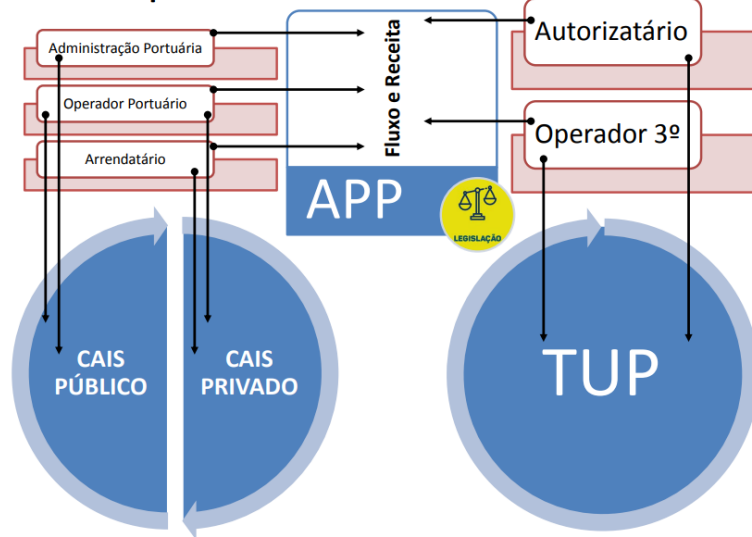 Administração Portuária
Operador Portuário
Arrendatário
Fluxo e Receita
APP
LEGISLAÇÃO
Autorizatário
Operador 3º
CAIS
PÚBLICO
CAIS
PRIVADO
TUP